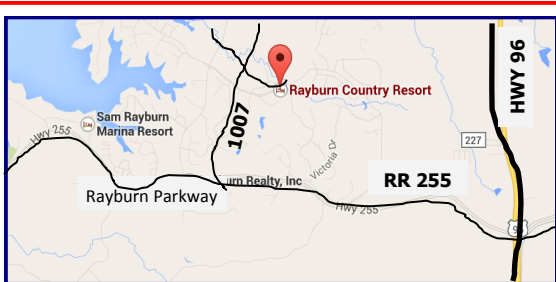 HWY 96
Rayburn Country Resort
Sam Rayburn
Marina Resort
1007
Hwy 255
227
Victoria Dr
urn Realty, Inc
RR 255
Rayburn Parkway
Hwy 255